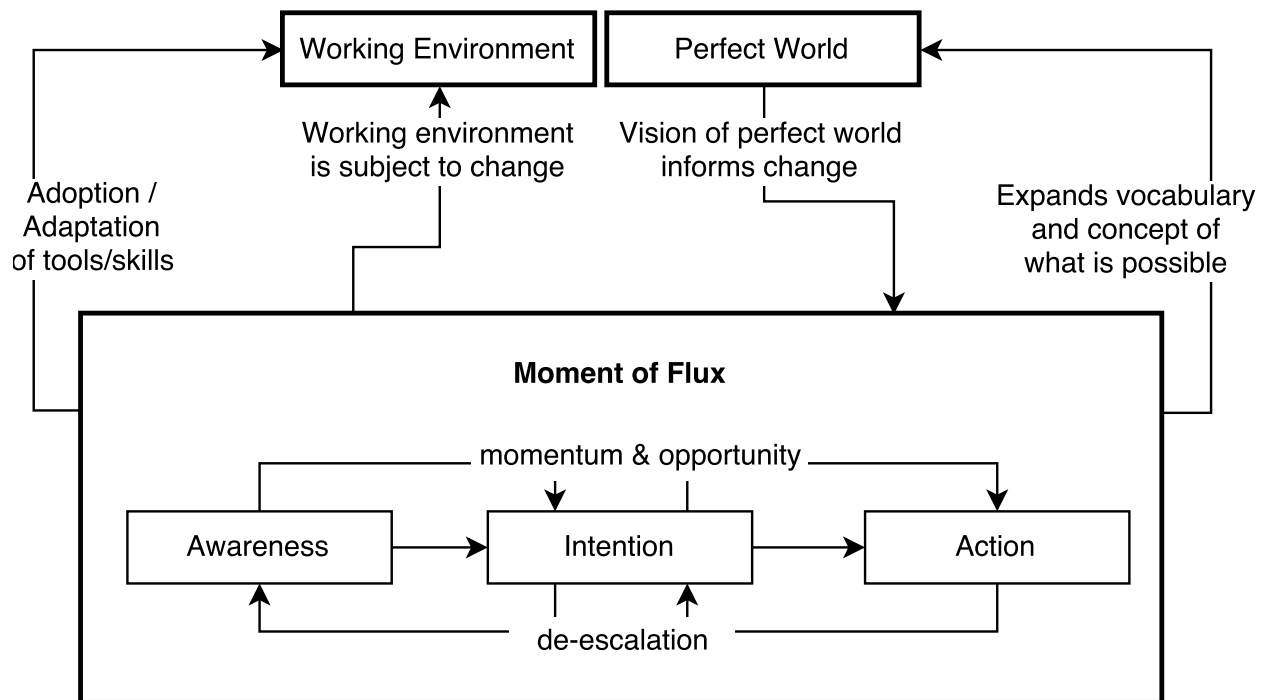 Working Environment
Perfect World
Working environment
is subject to change
Vision of perfect world
informs change
Adoption /
Adaptation
of tools/skills
Expands vocabulary
and concept of
what is possible
Moment of Flux
momentum & opportunity
Awareness
Intention
Action
de-escalation